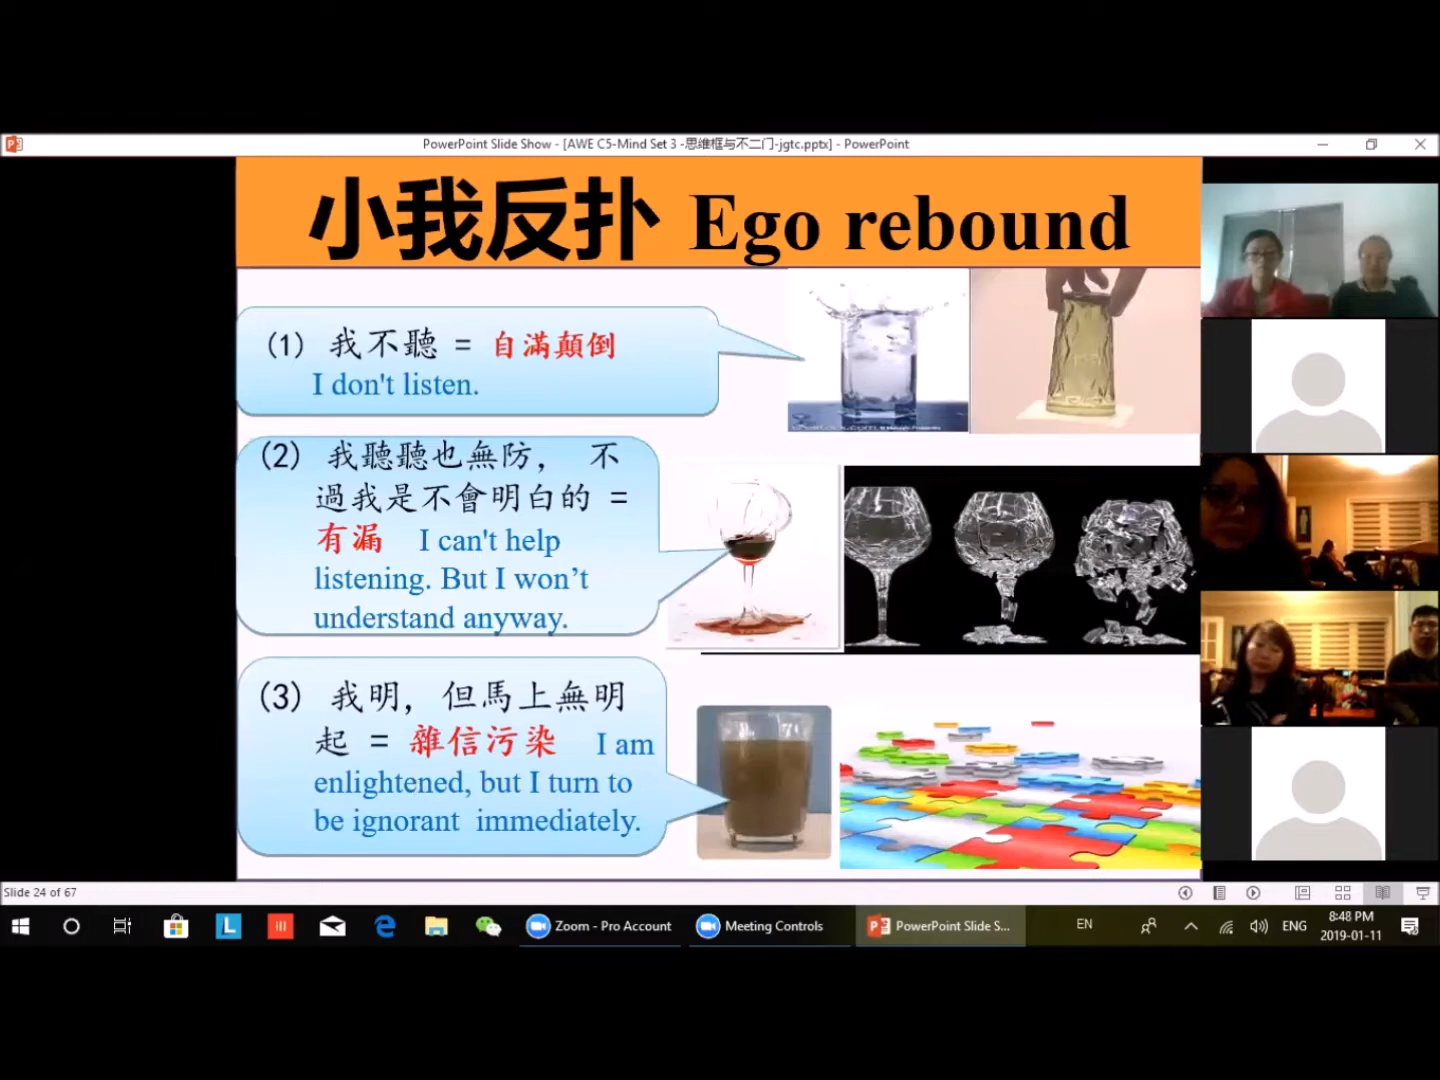 PowerPoint Slide Show - [AWE C5-Mind Set 3 -思维框与不二门-jgtc.pptx] - PowerPoint
小我反扑 Ego rebound
(1) 我不聽 = 自滿顛倒
I don't listen.
(2) 我聽聽也無防， 不
過我是不會明白的 =
有漏 I can't help
listening. But I won’t
understand anyway.
(3) 我明，但馬上無明
起 = 雜信污染 I am
enlightened, but I turn to
be ignorant immediately.
Slide 24 of 67
Zoom - Pro Account
Meeting Controls
PowerPoint Slide S...
EN
ENG
8:48 PM
2019-01-11